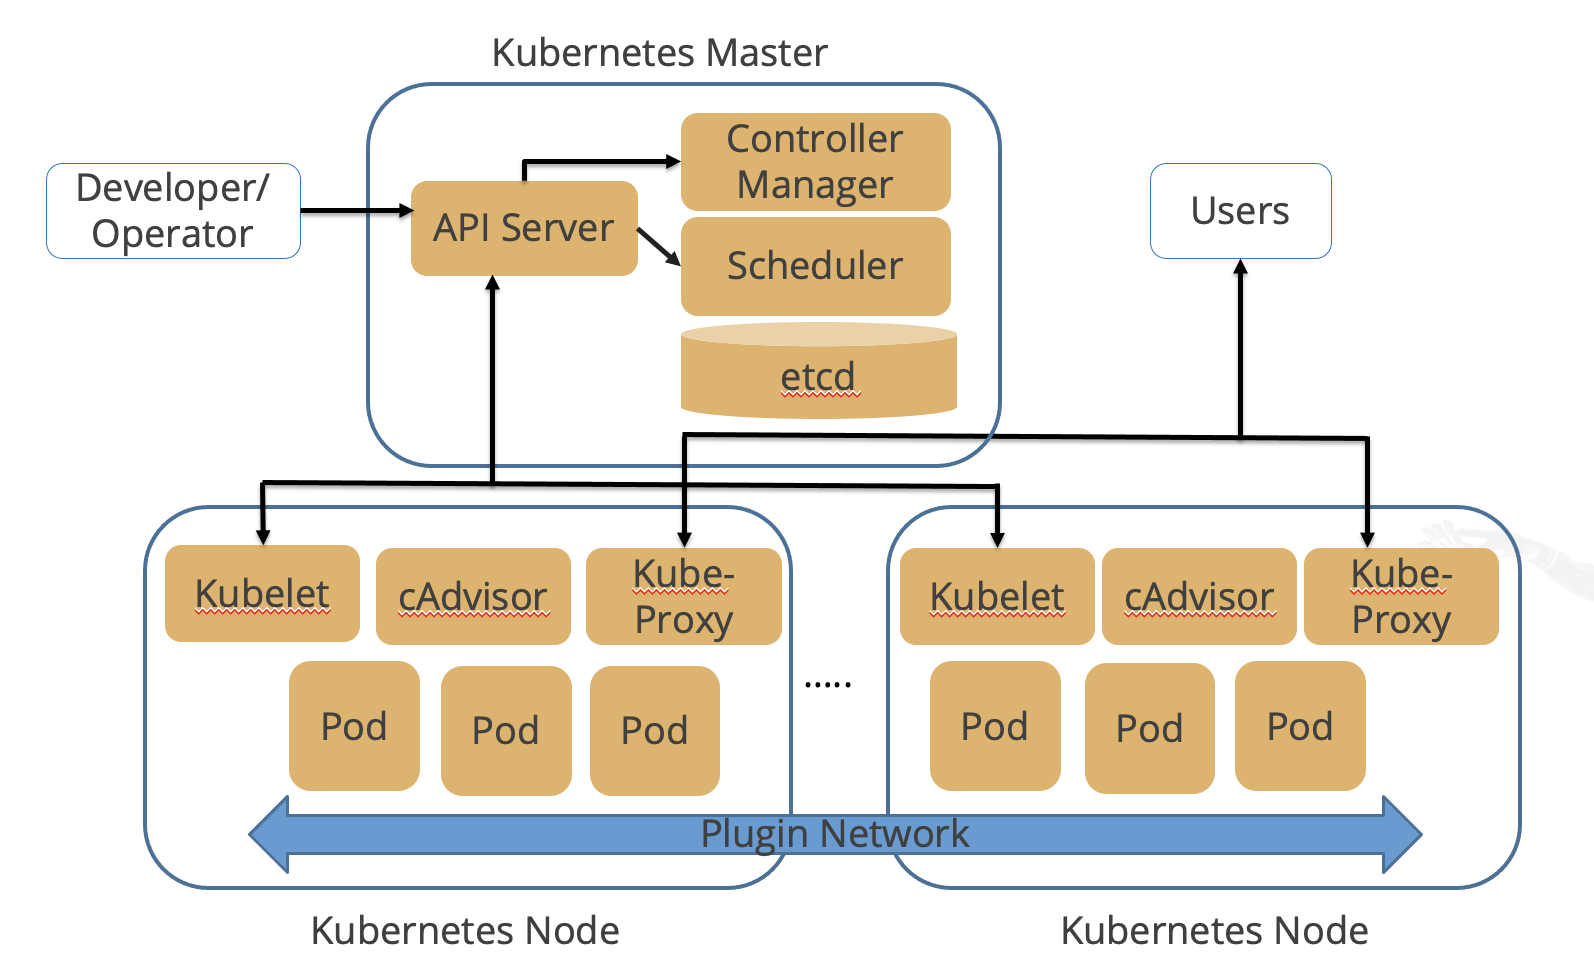 Kubernetes Master
Developer/
Operator
API Server
Controller
Manager
Scheduler
etcd
Users
Kubelet
cAdvisor
Kube-
Proxy
Pod
Pod
Pod
.....
Kubelet
cAdvisor
Kube-
Proxy
Pod
Pod
Pod
Plugin Network
Kubernetes Node
Kubernetes Node